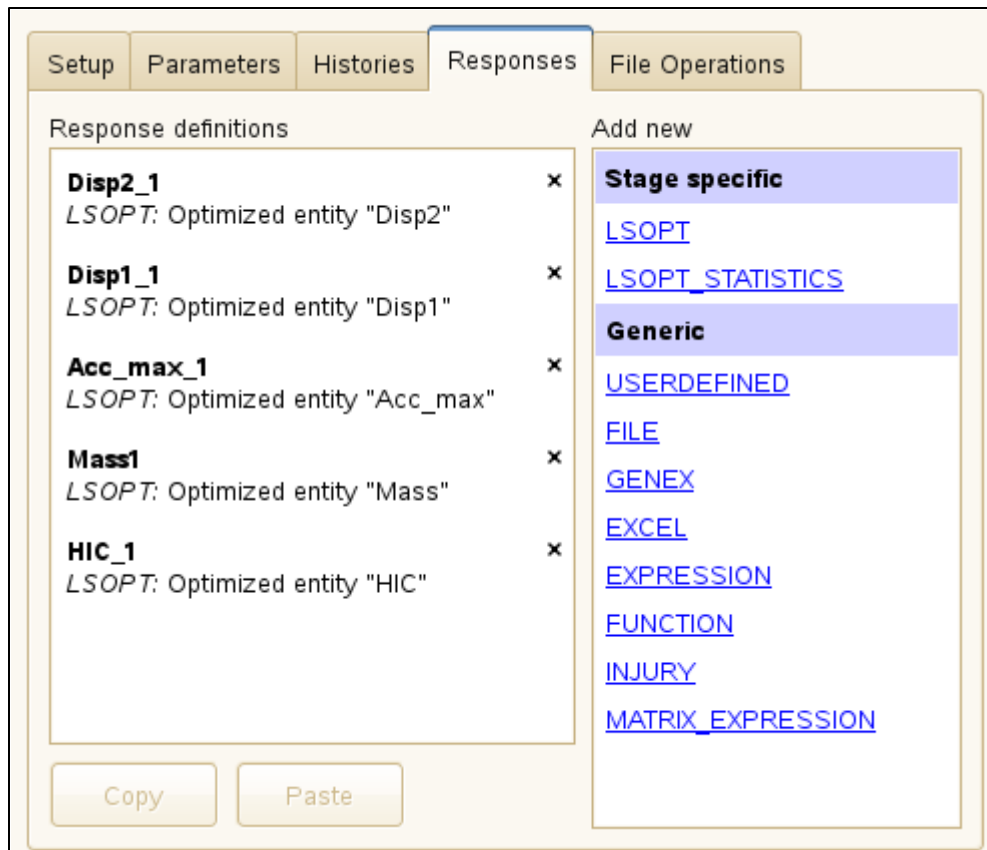 Setup
Parameters
Histories
Responses
File Operations
Response definitions
Disp2_1 ×
LSOPT: Optimized entity "Disp2"
Disp1_1 ×
LSOPT: Optimized entity "Disp1"
Acc_max_1 ×
LSOPT: Optimized entity "Acc_max"
Mass1 ×
LSOPT: Optimized entity "Mass"
HIC_1 ×
LSOPT: Optimized entity "HIC"
Copy
Paste
Add new
Stage specific
LSOPT
LSOPT_STATISTICS
Generic
USERDEFINED
FILE
GENEX
EXCEL
EXPRESSION
FUNCTION
INJURY
MATRIX_EXPRESSION